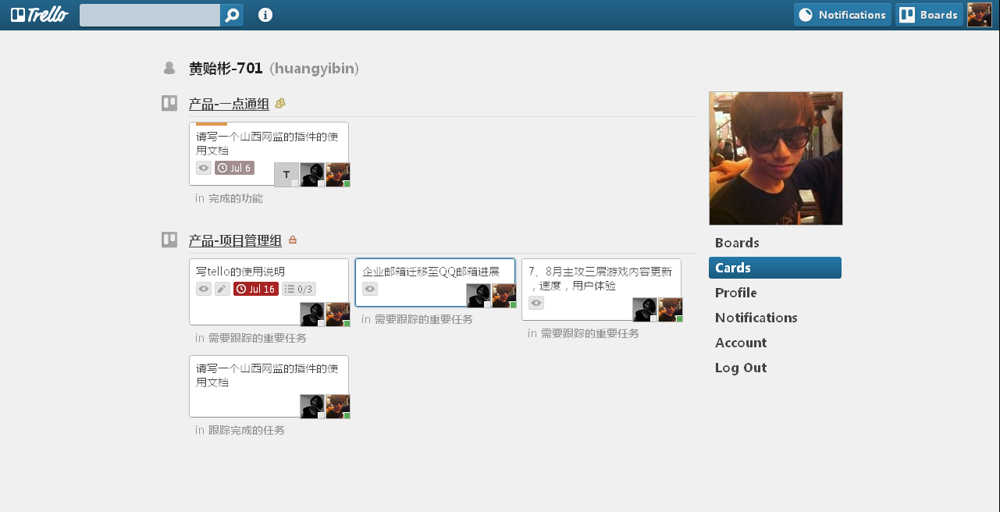 Trello
Notifications
Boards
黄贻彬-701 (huangyibin)
产品-一点通组
请写一个山西网监的插件的使
用文档
Jul 6
T
in 完成的功能
产品-项目管理组
写tello的使用说明
Jul 16
0/3
in 需要跟踪的重要任务
企业邮箱迁移至QQ邮箱进展
in 需要跟踪的重要任务
7、8月主攻三层游戏内容更新
，速度，用户体验
in 需要跟踪的重要任务
请写一个山西网监的插件的使
用文档
in 跟踪完成的任务
Boards
Cards
Profile
Notifications
Account
Log Out